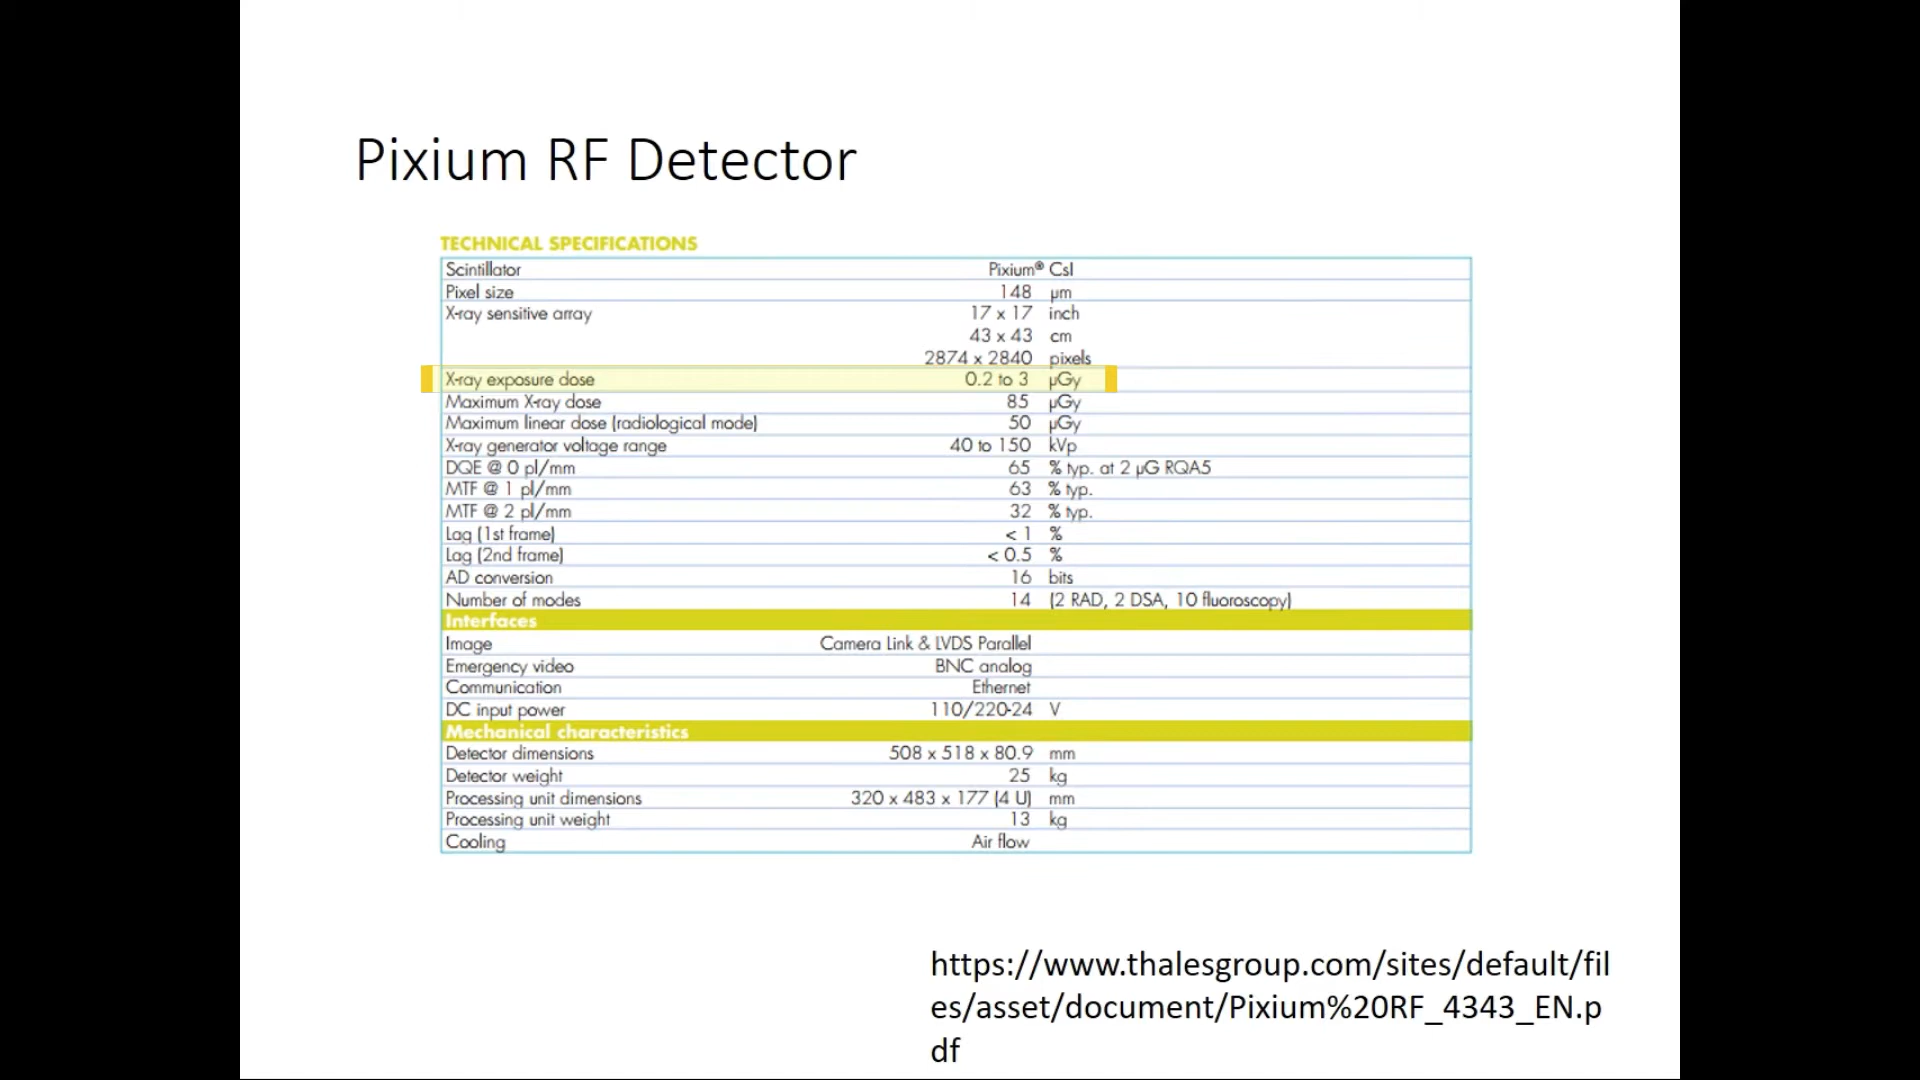 Pixium RF Detector
TECHNICAL SPECIFICATIONS
Scintillator Pixium® CsI
Pixel size 148 µm
X-ray sensitive array 17 x 17 inch
43 x 43 cm
2874 x 2840 pixels
X-ray exposure dose 0.2 to 3 µGy
Maximum X-ray dose 85 µGy
Maximum linear dose (radiological mode) 50 µGy
X-ray generator voltage range 40 to 150 kVp
DQE @ 0 pl/mm 65 % typ. at 2 µG RQA5
MTF @ 1 pl/mm 63 % typ.
MTF @ 2 pl/mm 32 % typ.
Lag (1st frame) < 1 %
Lag (2nd frame) < 0.5 %
AD conversion 16 bits
Number of modes 14 (2 RAD, 2 DSA, 10 fluoroscopy)
Interfaces
Image Camera Link & LVDS Parallel
Emergency video BNC analog
Communication Ethernet
DC input power 110/220-24 V
Mechanical characteristics
Detector dimensions 508 x 518 x 80.9 mm
Detector weight 25 kg
Processing unit dimensions 320 x 483 x 177 (4 U) mm
Processing unit weight 13 kg
Cooling Air flow
https://www.thalesgroup.com/sites/default/fil
es/asset/document/Pixium%20RF_4343_EN.p
df